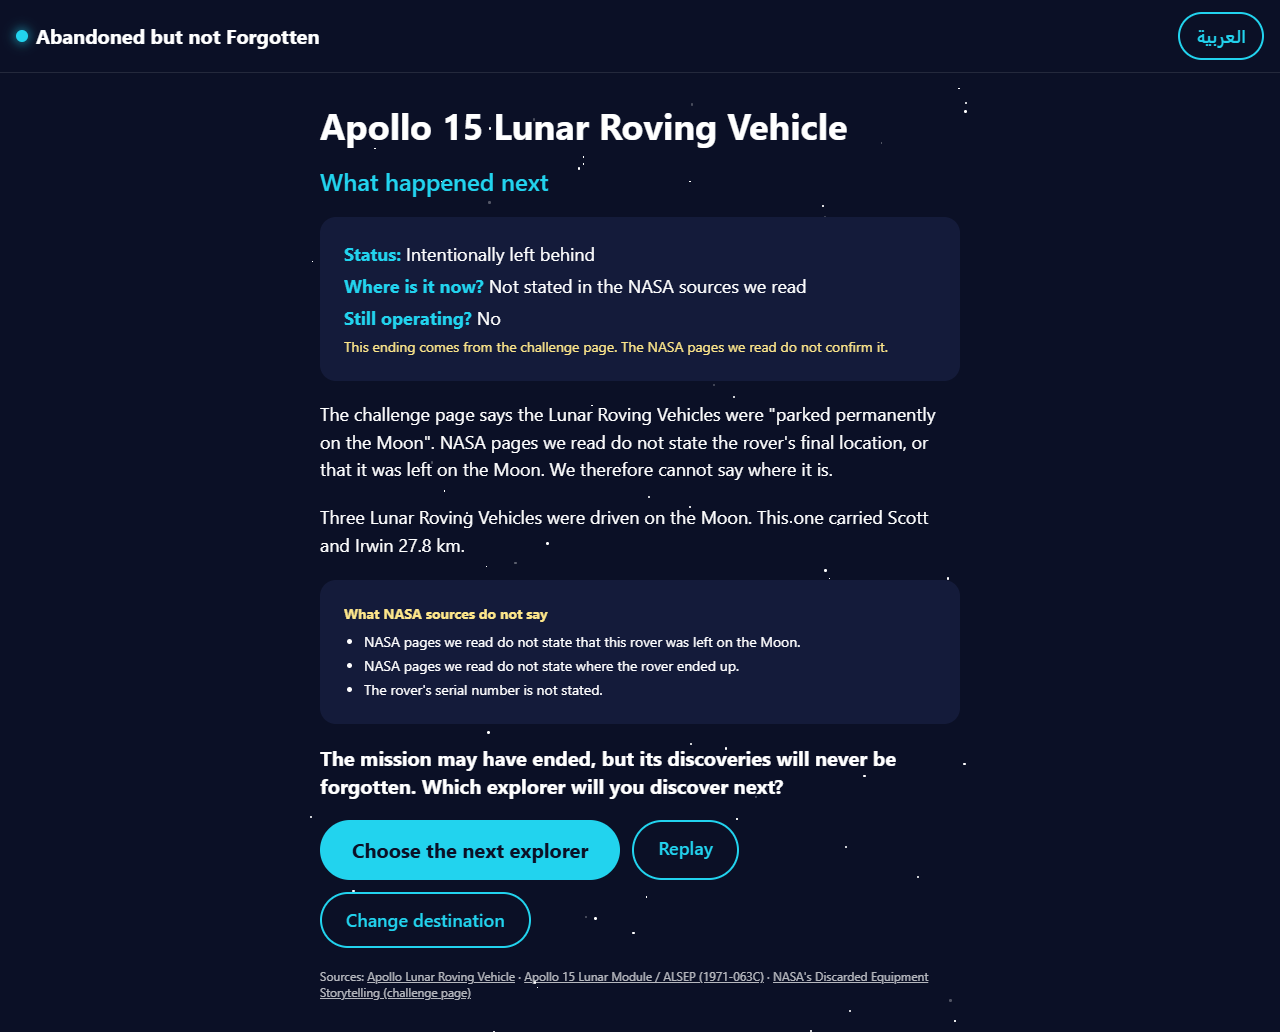 Abandoned but not Forgotten
العربية
Apollo 15 Lunar Roving Vehicle
What happened next
Status: Intentionally left behind
Where is it now? Not stated in the NASA sources we read
Still operating? No
This ending comes from the challenge page. The NASA pages we read do not confirm it.
The challenge page says the Lunar Roving Vehicles were "parked permanently
on the Moon". NASA pages we read do not state the rover's final location, or
that it was left on the Moon. We therefore cannot say where it is.
Three Lunar Roving Vehicles were driven on the Moon. This one carried Scott
and Irwin 27.8 km.
What NASA sources do not say
• NASA pages we read do not state that this rover was left on the Moon.
• NASA pages we read do not state where the rover ended up.
• The rover's serial number is not stated.
The mission may have ended, but its discoveries will never be
forgotten. Which explorer will you discover next?
Choose the next explorer
Replay
Change destination
Sources: Apollo Lunar Roving Vehicle · Apollo 15 Lunar Module / ALSEP (1971-063C) · NASA's Discarded Equipment
Storytelling (challenge page)